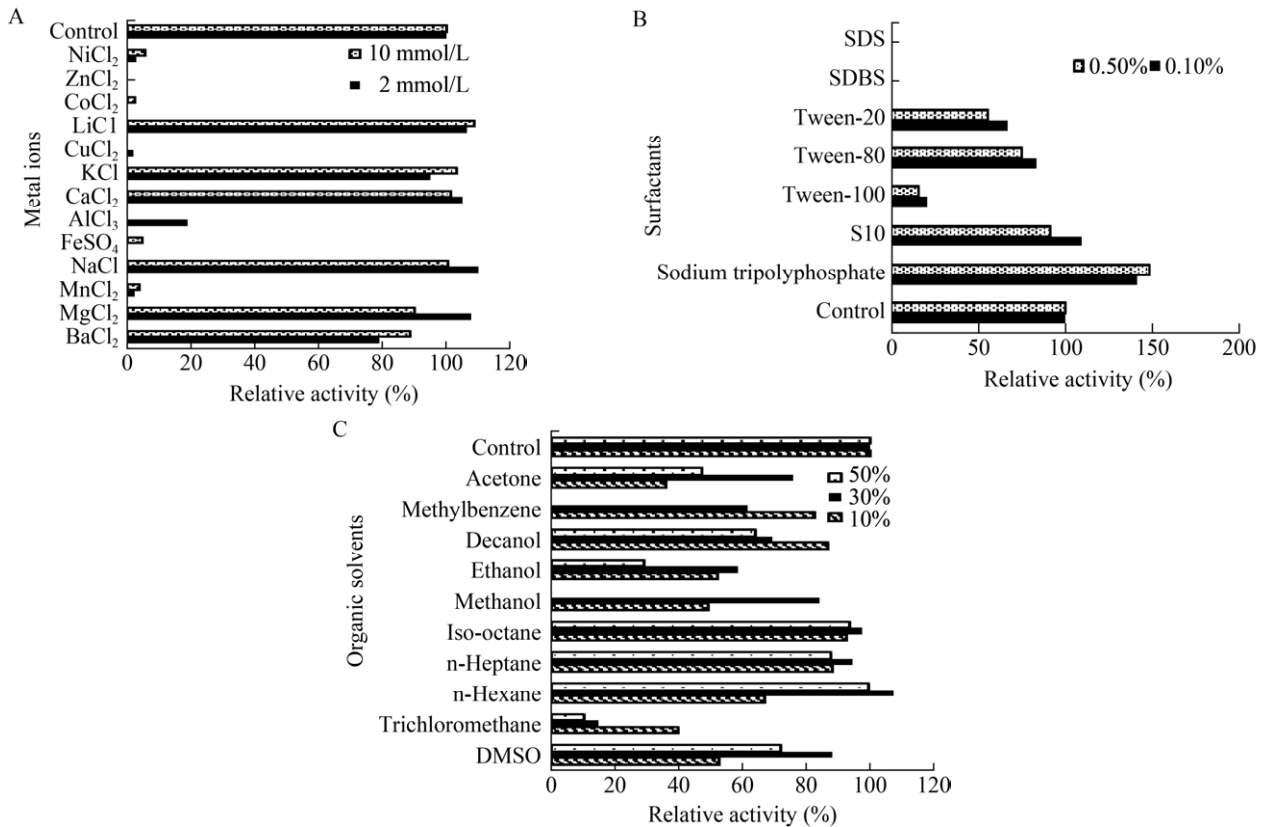 A
Control
NiCl₂
ZnCl₂
CoCl₂
LiCl
CuCl₂
KCl
CaCl₂
AlCl₃
FeSO₄
NaCl
MnCl₂
MgCl₂
BaCl₂
Metal ions
10 mmol/L
2 mmol/L
0 20 40 60 80 100 120
Relative activity (%)
B
SDS
SDBS
Tween-20
Tween-80
Tween-100
S10
Sodium tripolyphosphate
Control
Surfactants
0.50% 0.10%
0 50 100 150 200
Relative activity (%)
C
Control
Acetone
Methylbenzene
Decanol
Ethanol
Methanol
Iso-octane
n-Heptane
n-Hexane
Trichloromethane
DMSO
Organic solvents
50%
30%
10%
0 20 40 60 80 100 120
Relative activity (%)